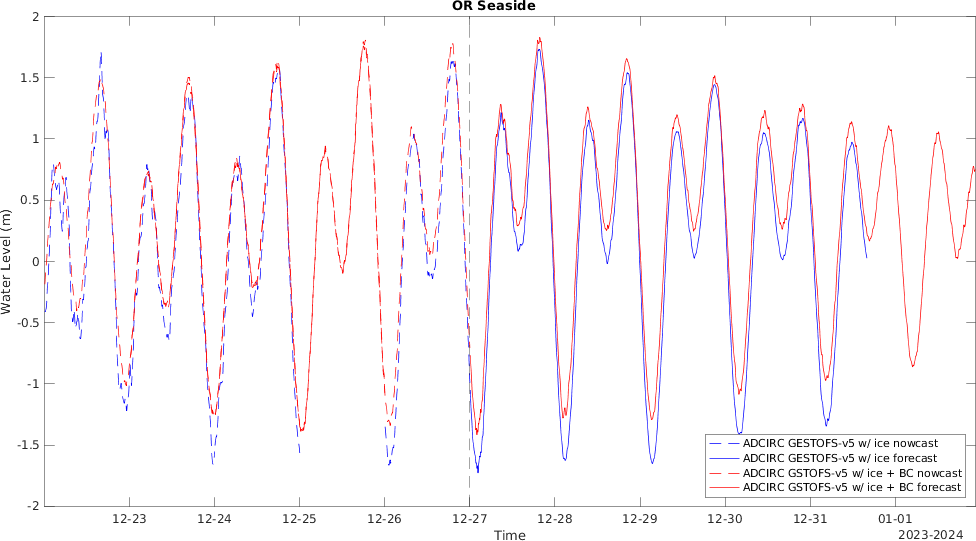 OR Seaside
2
1.5
1
0.5
0
-0.5
-1
-1.5
-2
Water Level (m)
12-23
12-24
12-25
12-26
12-27
12-28
12-29
12-30
12-31
01-01
Time
2023-2024
ADCIRC GESTOFS-v5 w/ ice nowcast
ADCIRC GESTOFS-v5 w/ ice forecast
ADCIRC GSTOFS-v5 w/ ice + BC nowcast
ADCIRC GSTOFS-v5 w/ ice + BC forecast